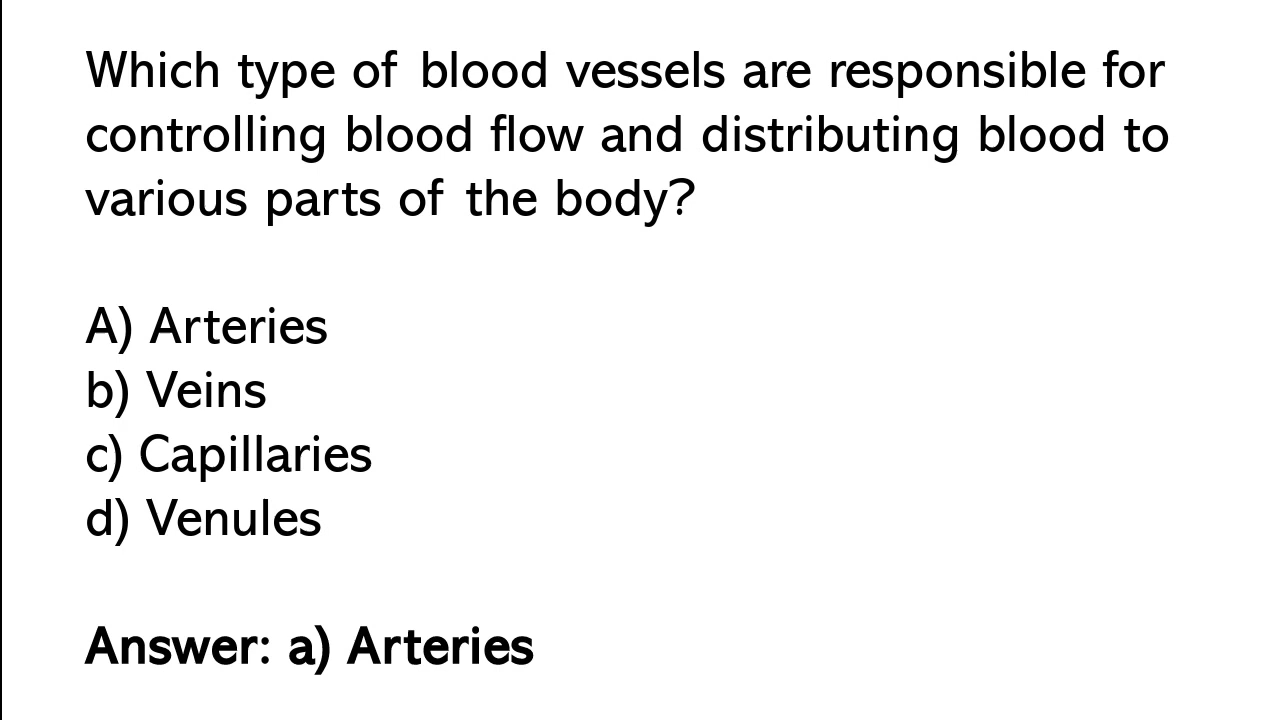 Which type of blood vessels are responsible for
controlling blood flow and distributing blood to
various parts of the body?
A) Arteries
b) Veins
c) Capillaries
d) Venules
Answer: a) Arteries